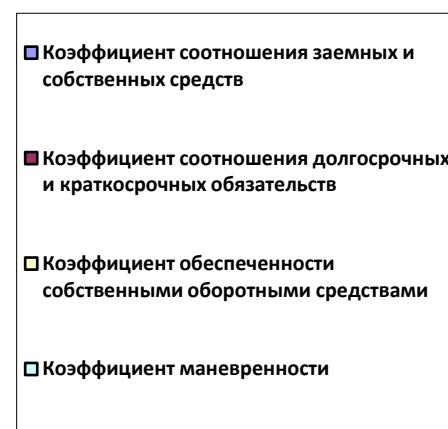 Коэффициент соотношения заемных и
собственных средств
Коэффициент соотношения долгосрочных
и краткосрочных обязательств
Коэффициент обеспеченности
собственными оборотными средствами
Коэффициент маневренности